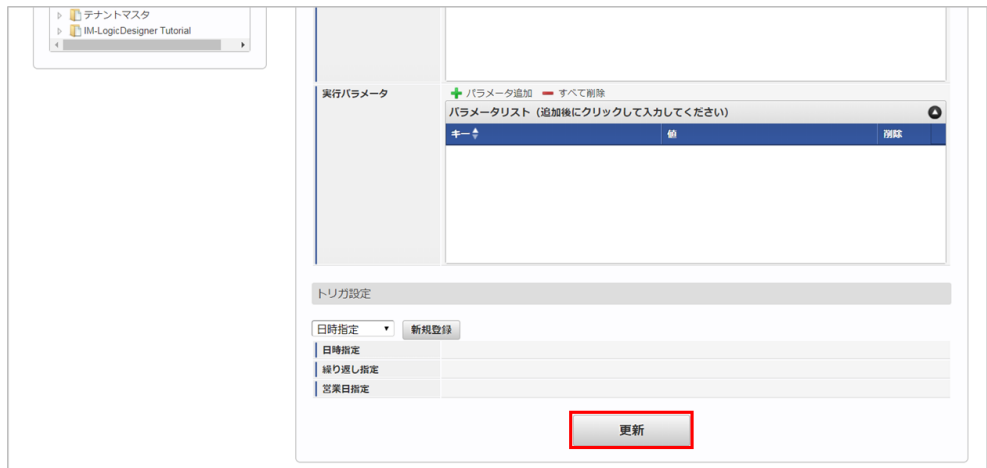 テナントマスタ
IM-LogicDesigner Tutorial
実行パラメータ
パラメータ追加 すべて削除
パラメータリスト（追加後にクリックして入力してください）
キー 値 削除
トリガ設定
日時指定 新規登録
日時指定
繰り返し指定
営業日指定
更新